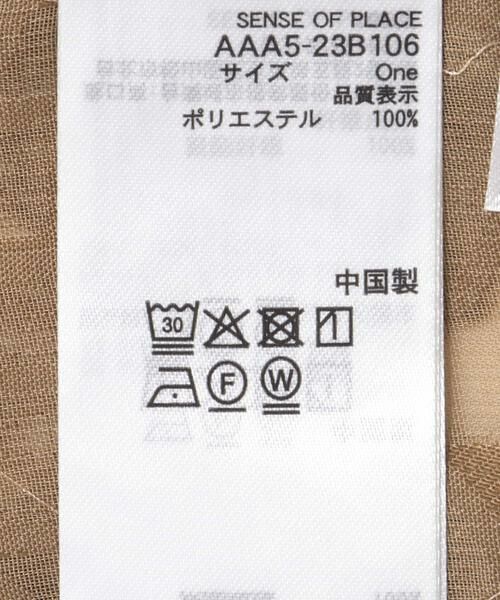 SENSE OF PLACE
AAA5-23B106
サイズ One
品質表示
ポリエステル 100%
中国製
30
F W